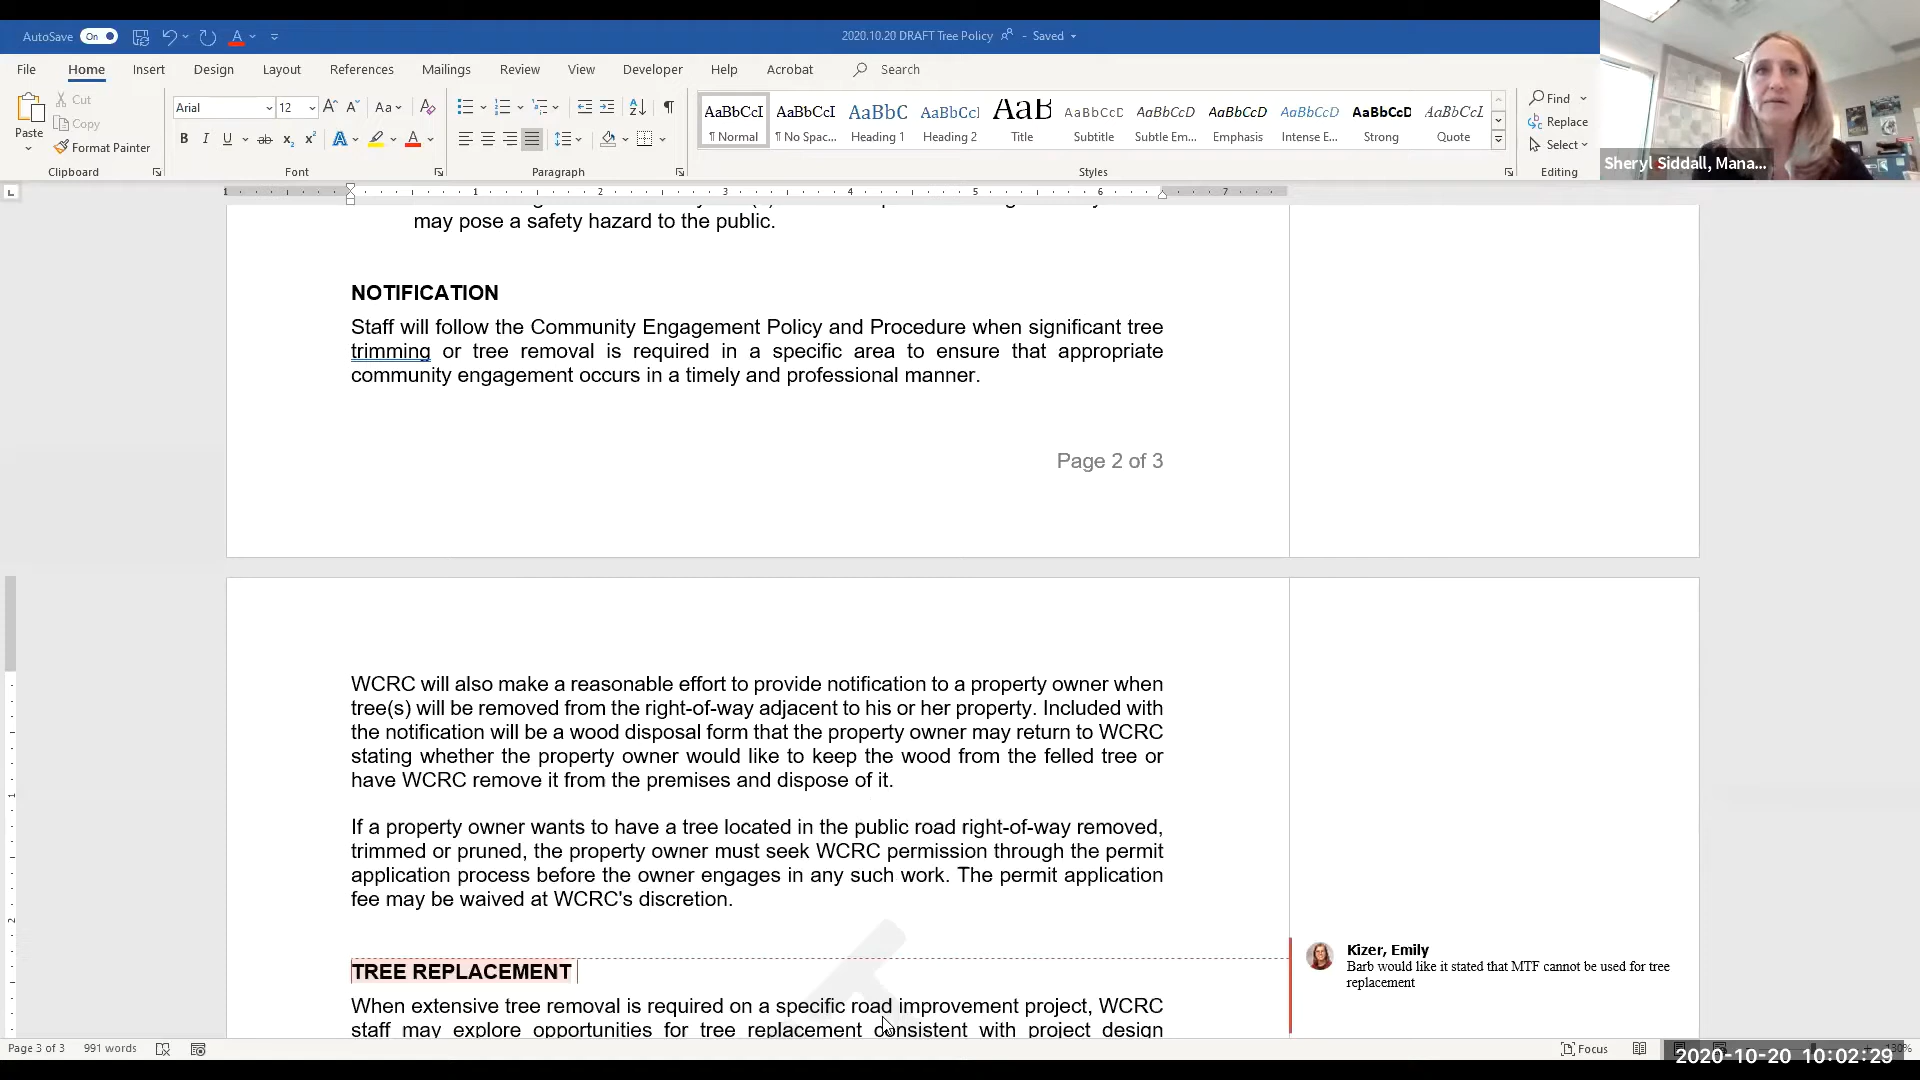 AutoSave On
2020.10.20 DRAFT Tree Policy - Saved
File Home Insert Design Layout References Mailings Review View Developer Help Acrobat Search
Paste
Cut
Copy
Format Painter
Clipboard
Arial 12
Font
Paragraph
AaBbCcI AaBbCcI AaBbC AaBbCcI AaB AaBbCcD AaBbCcD AaBbCcD AaBbCcD AaBbCcD AaBbCcL
¶ Normal ¶ No Spac... Heading 1 Heading 2 Title Subtitle Subtle Em... Emphasis Intense E... Strong Quote
Styles
Find
Replace
Select
Editing
Sheryl Siddall, Mana...
1 1 2 3 4 5 6 7
may pose a safety hazard to the public.
NOTIFICATION
Staff will follow the Community Engagement Policy and Procedure when significant tree
trimming or tree removal is required in a specific area to ensure that appropriate
community engagement occurs in a timely and professional manner.
Page 2 of 3
WCRC will also make a reasonable effort to provide notification to a property owner when
tree(s) will be removed from the right-of-way adjacent to his or her property. Included with
the notification will be a wood disposal form that the property owner may return to WCRC
stating whether the property owner would like to keep the wood from the felled tree or
have WCRC remove it from the premises and dispose of it.
If a property owner wants to have a tree located in the public road right-of-way removed,
trimmed or pruned, the property owner must seek WCRC permission through the permit
application process before the owner engages in any such work. The permit application
fee may be waived at WCRC's discretion.
TREE REPLACEMENT
When extensive tree removal is required on a specific road improvement project, WCRC
staff may explore opportunities for tree replacement consistent with project design
Kizer, Emily
Barb would like it stated that MTF cannot be used for tree
replacement
Page 3 of 3 991 words
Focus
2020-10-20 10:02:29